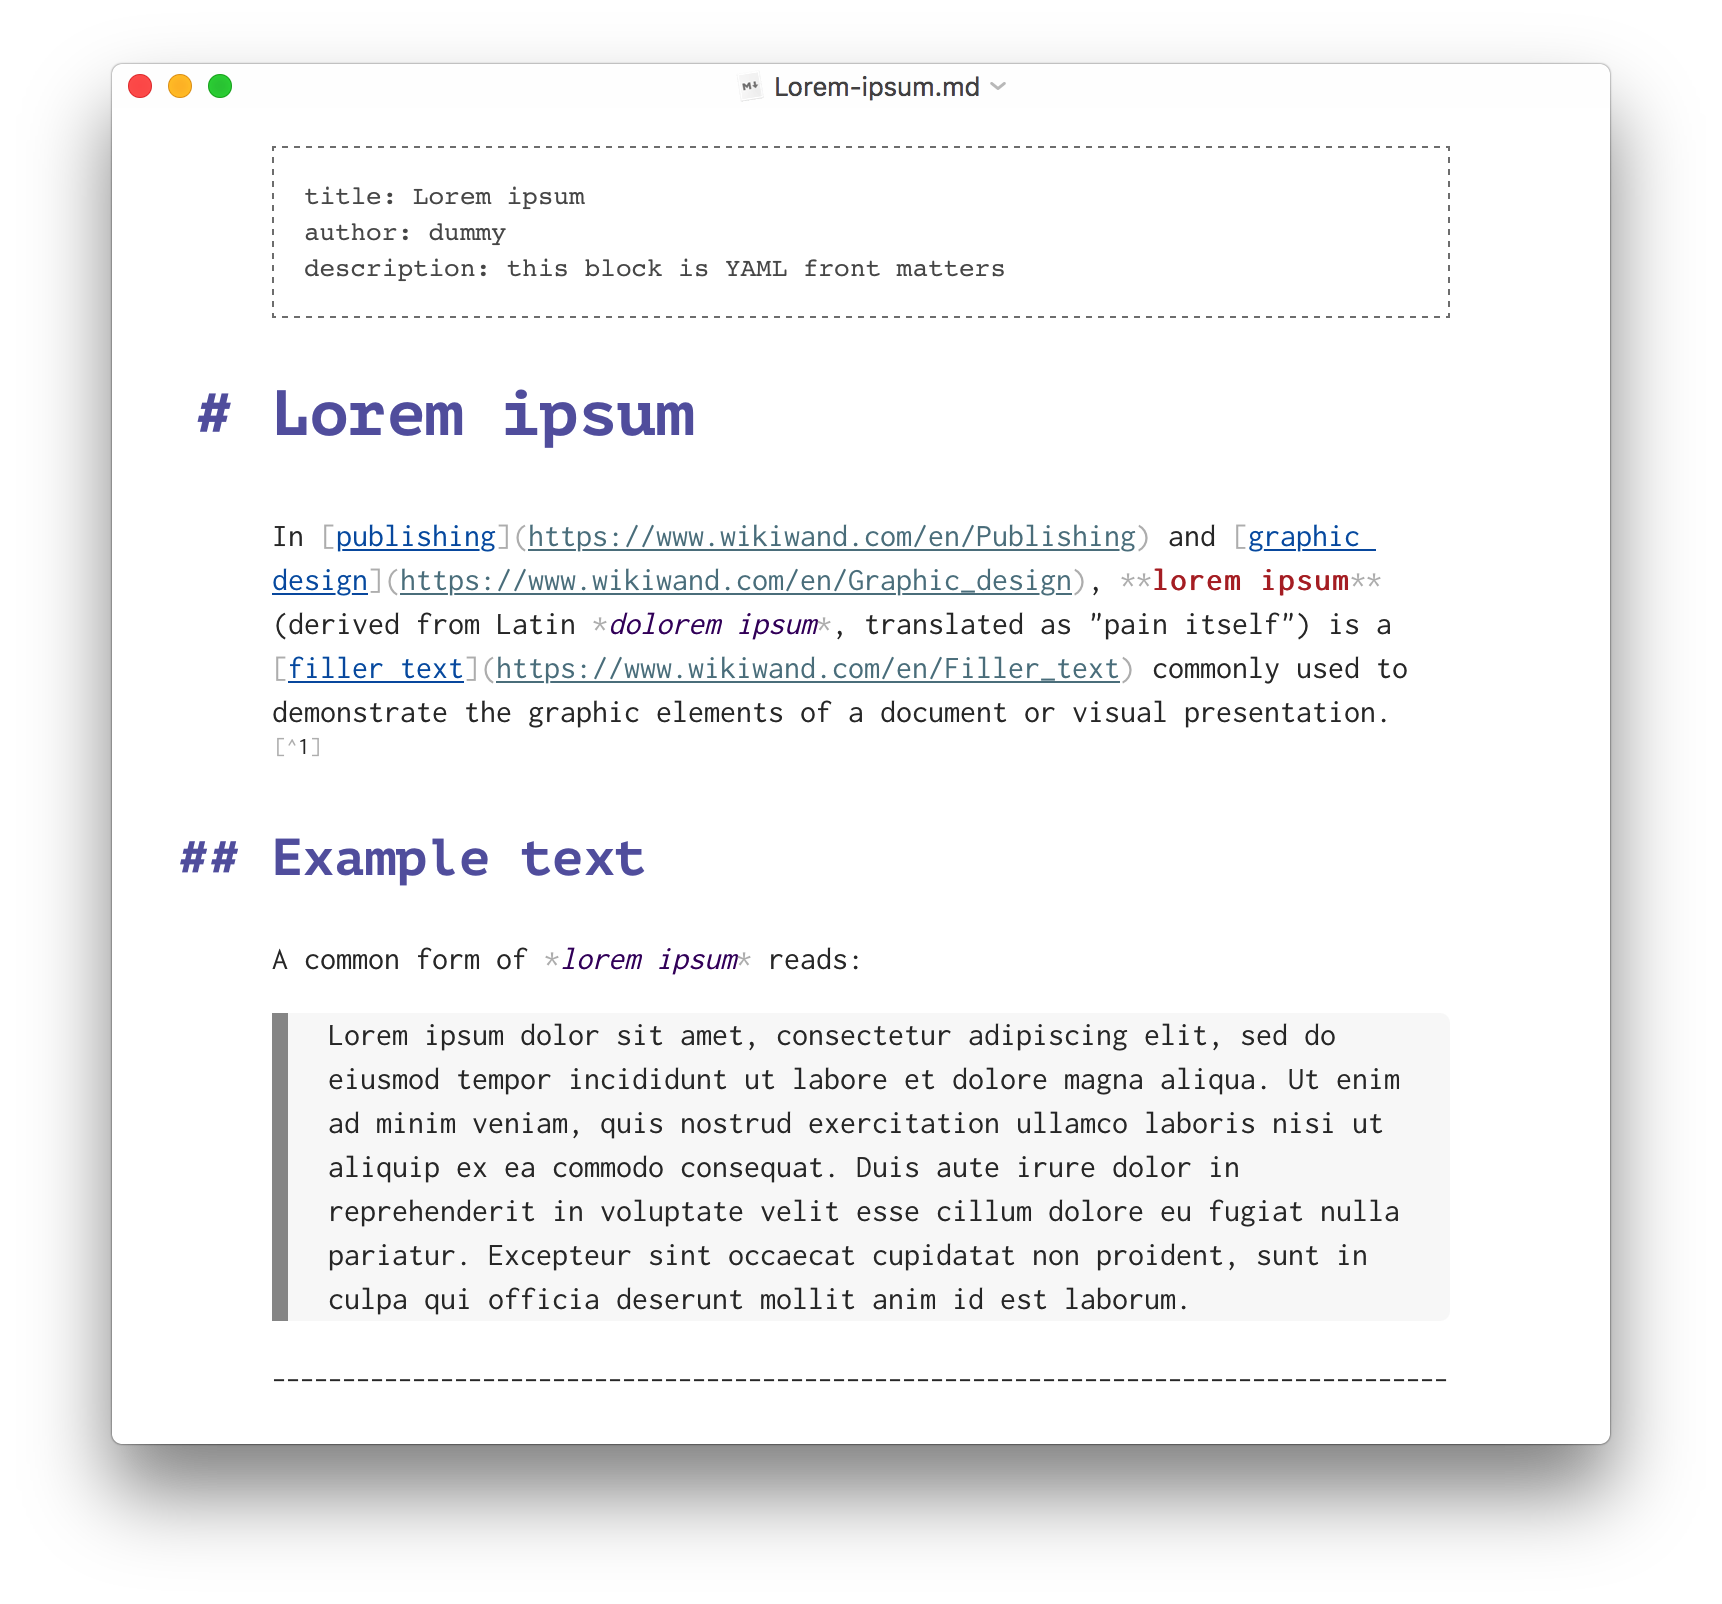 M↓ Lorem-ipsum.md
title: Lorem ipsum
author: dummy
description: this block is YAML front matters
# Lorem ipsum
In [publishing](https://www.wikiwand.com/en/Publishing) and [graphic
design](https://www.wikiwand.com/en/Graphic_design), **lorem ipsum**
(derived from Latin *dolorem ipsum*, translated as "pain itself") is a
[filler text](https://www.wikiwand.com/en/Filler_text) commonly used to
demonstrate the graphic elements of a document or visual presentation.
[^1]
## Example text
A common form of *lorem ipsum* reads:
Lorem ipsum dolor sit amet, consectetur adipiscing elit, sed do
eiusmod tempor incididunt ut labore et dolore magna aliqua. Ut enim
ad minim veniam, quis nostrud exercitation ullamco laboris nisi ut
aliquip ex ea commodo consequat. Duis aute irure dolor in
reprehenderit in voluptate velit esse cillum dolore eu fugiat nulla
pariatur. Excepteur sint occaecat cupidatat non proident, sunt in
culpa qui officia deserunt mollit anim id est laborum.